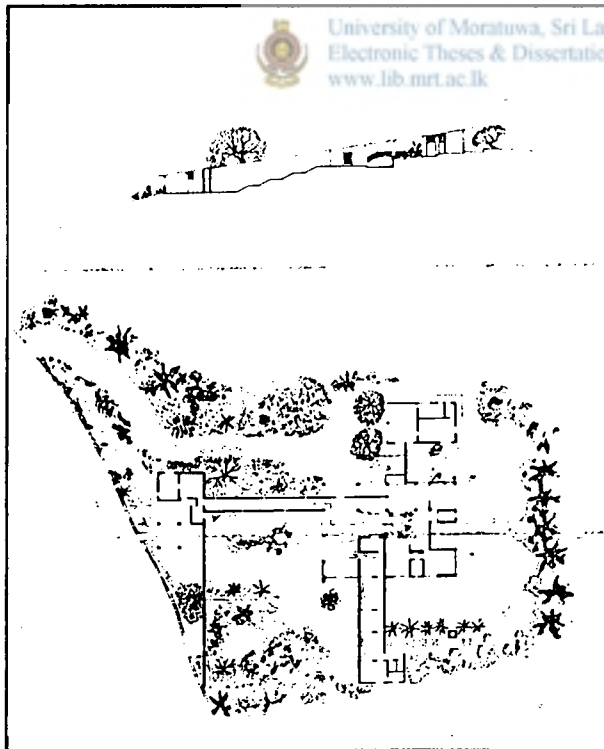 University of Moratuwa, Sri La
Electronic Theses & Dissertatio
www.lib.mrt.ac.lk